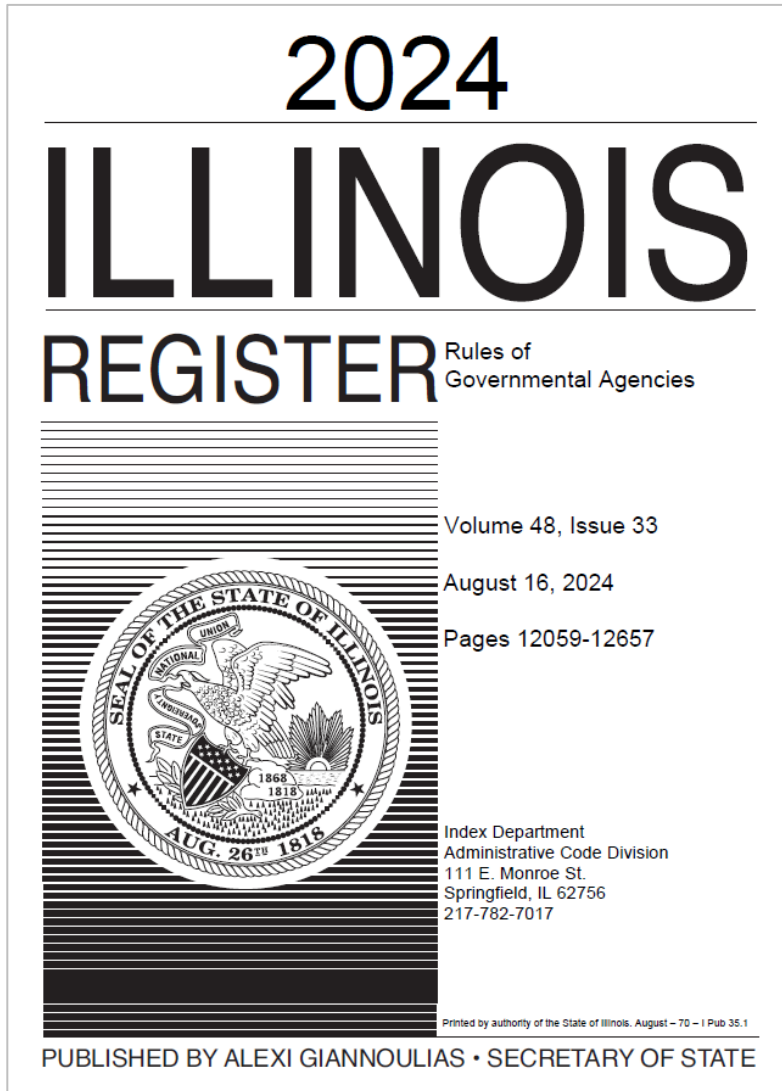 2024
ILLINOIS
REGISTER
Rules of
Governmental Agencies
Volume 48, Issue 33
August 16, 2024
Pages 12059-12657
SEAL OF THE STATE OF ILLINOIS
NATIONAL UNION
STATE SOVEREIGNTY
1868
1818
AUG. 26TH 1818
Index Department
Administrative Code Division
111 E. Monroe St.
Springfield, IL 62756
217-782-7017
Printed by authority of the State of Illinois. August – 70 – I Pub 35.1
PUBLISHED BY ALEXI GIANNOULIAS • SECRETARY OF STATE